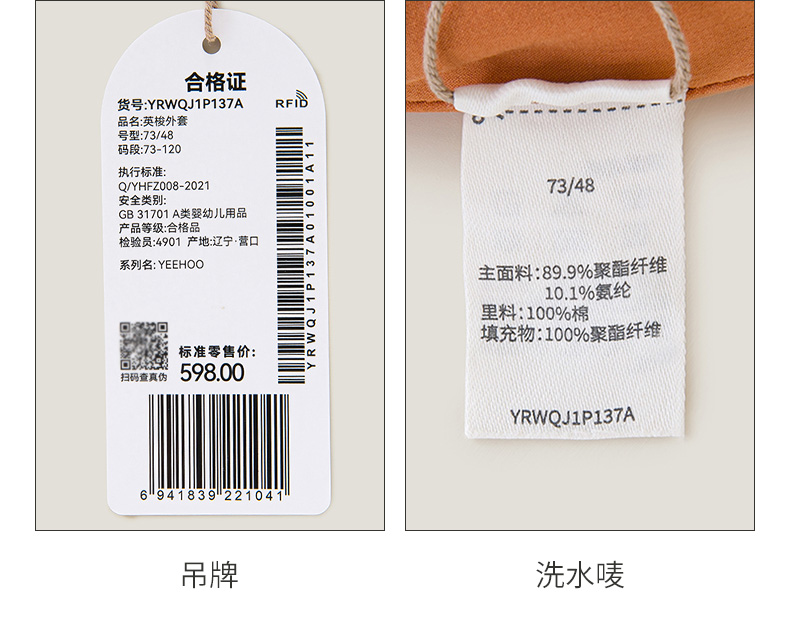 合格证
货号:YRWQJ1P137A
RFID
品名:英梭外套
号型:73/48
码段:73-120
执行标准:
Q/YHFZ008-2021
安全类别:
GB 31701 A类婴幼儿用品
产品等级:合格品
检验员:4901 产地:辽宁·营口
系列名:YEEHOO
YRWQJ1P137A01001A11
扫码查真伪
标准零售价:
598.00
6 941839 221041
吊牌
73/48
主面料:89.9%聚酯纤维
10.1%氨纶
里料:100%棉
填充物:100%聚酯纤维
YRWQJ1P137A
洗水唛